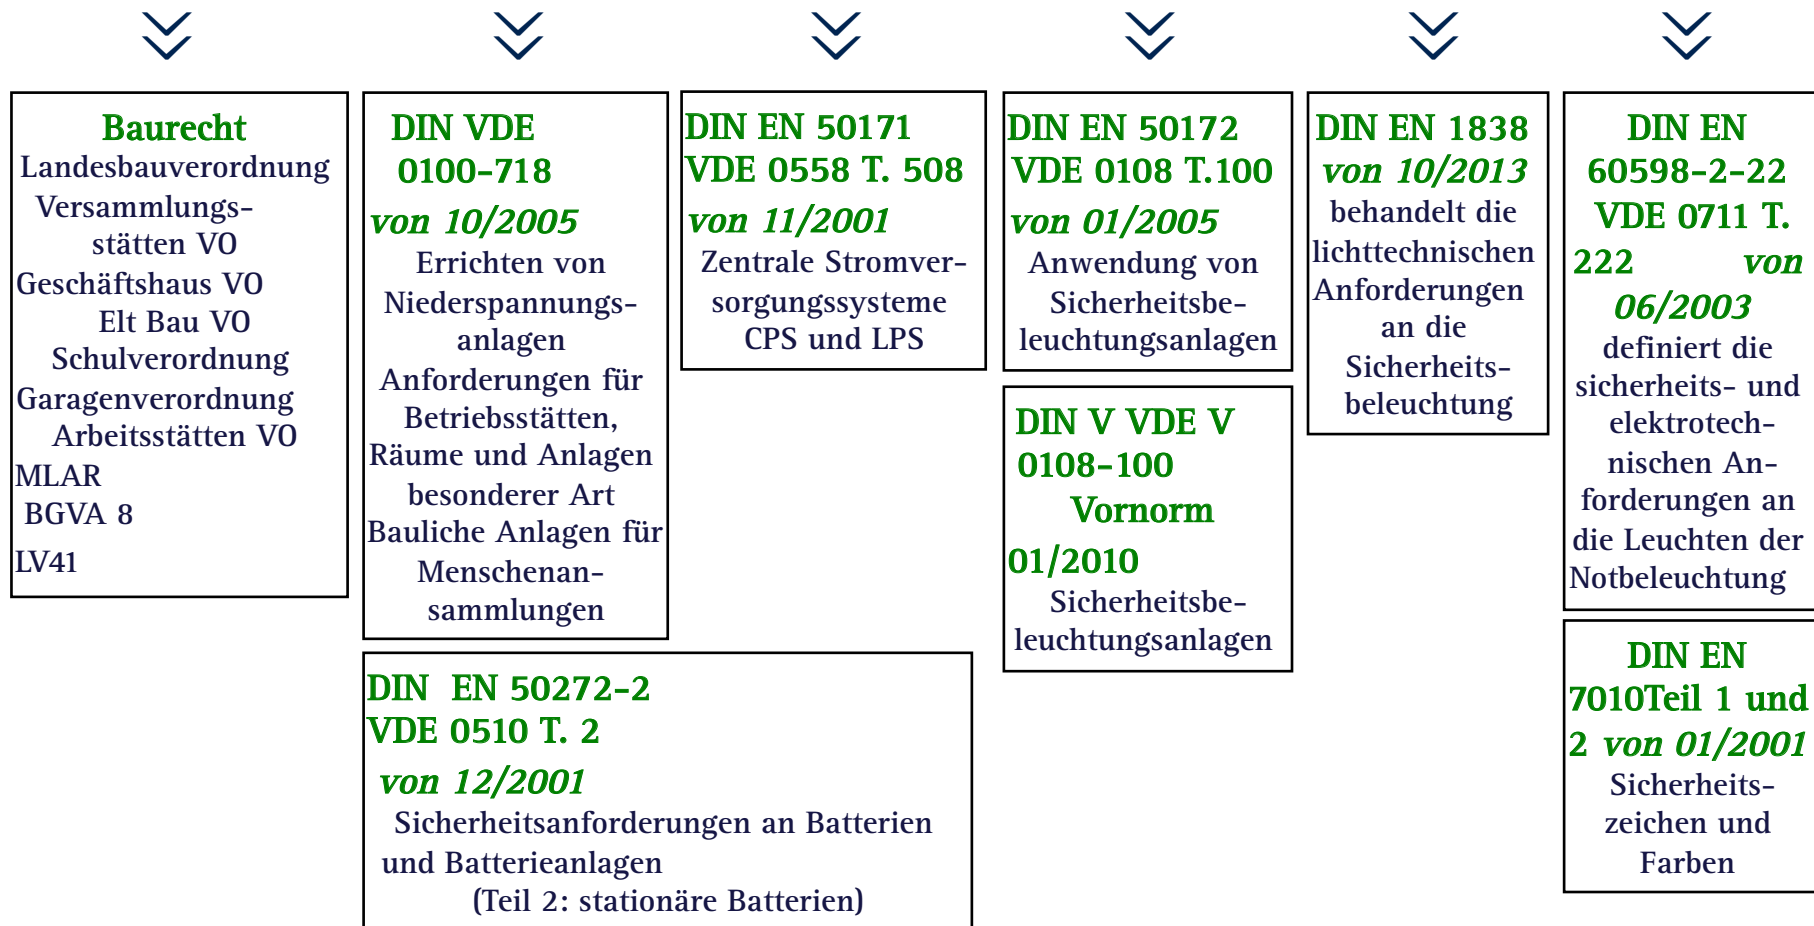 Baurecht
Landesbauverordnung
Versammlungs-
stätten VO
Geschäftshaus VO
Elt Bau VO
Schulverordnung
Garagenverordnung
Arbeitsstätten VO
MLAR
BGVA 8
LV41
DIN VDE
0100-718
von 10/2005
Errichten von
Niederspannungs-
anlagen
Anforderungen für
Betriebsstätten,
Räume und Anlagen
besonderer Art
Bauliche Anlagen für
Menschenan-
sammlungen
DIN EN 50272-2
VDE 0510 T. 2
von 12/2001
Sicherheitsanforderungen an Batterien
und Batterieanlagen
(Teil 2: stationäre Batterien)
DIN EN 50171
VDE 0558 T. 508
von 11/2001
Zentrale Stromver-
sorgungssysteme
CPS und LPS
DIN EN 50172
VDE 0108 T.100
von 01/2005
Anwendung von
Sicherheitsbe-
leuchtungsanlagen
DIN V VDE V
0108-100
Vornorm
01/2010
Sicherheitsbe-
leuchtungsanlagen
DIN EN 1838
von 10/2013
behandelt die
lichttechnischen
Anforderungen
an die
Sicherheits-
beleuchtung
DIN EN
60598-2-22
VDE 0711 T.
222 von
06/2003
definiert die
sicherheits- und
elektrotech-
nischen An-
forderungen an
die Leuchten der
Notbeleuchtung
DIN EN
7010Teil 1 und
2 von 01/2001
Sicherheits-
zeichen und
Farben